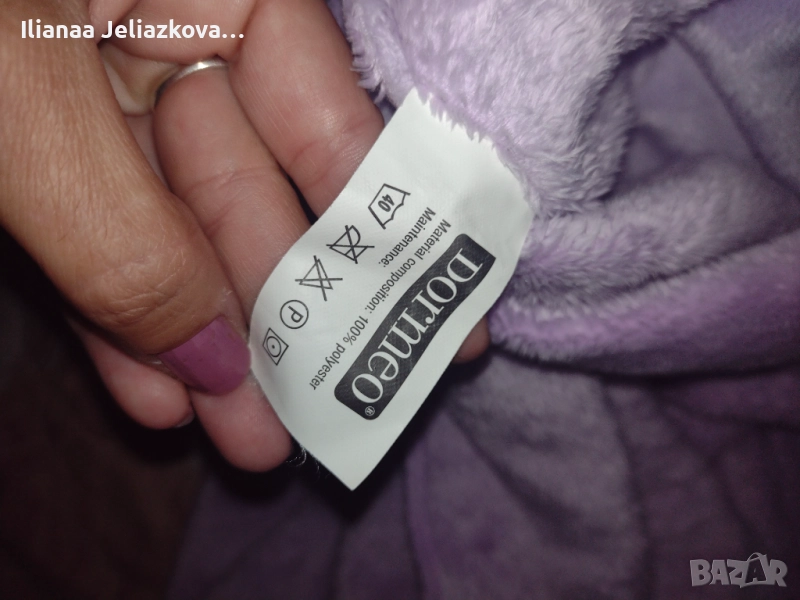 Ilianaa Jeliazkova...
DORMEO®
Material composition: 100% polyester
Maintenance:
40
P
BAZAR